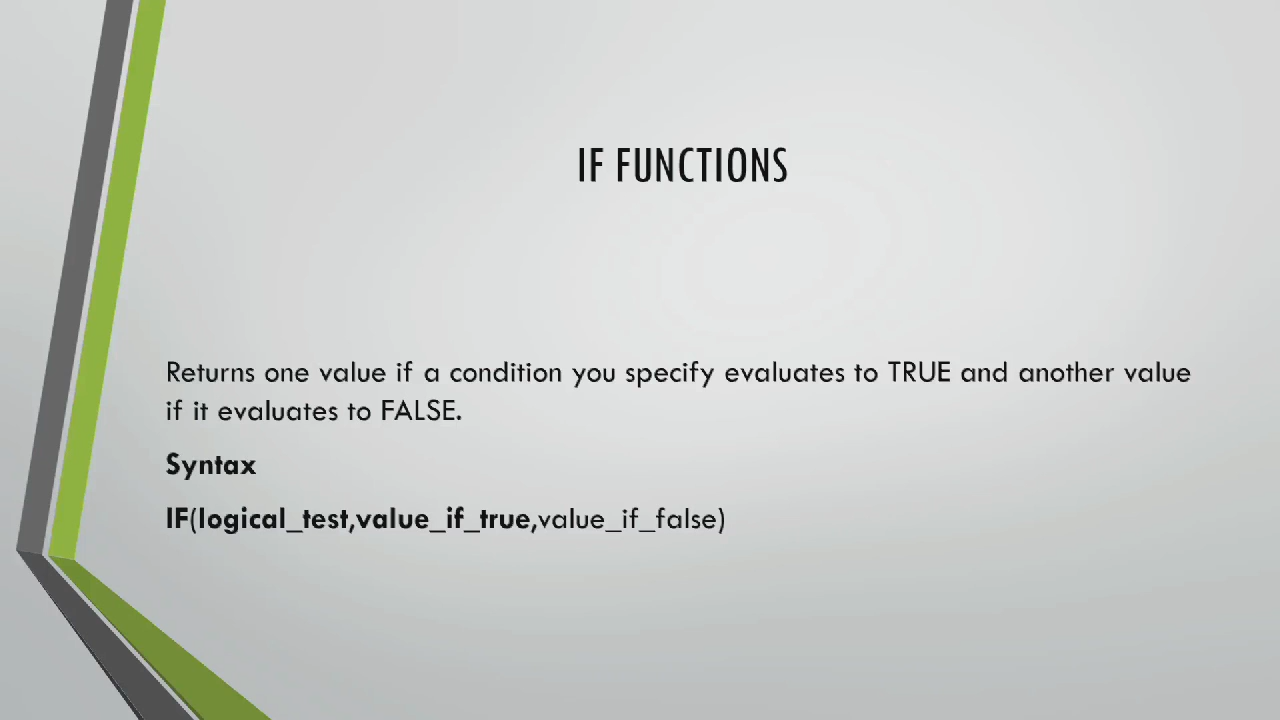 IF FUNCTIONS
Returns one value if a condition you specify evaluates to TRUE and another value
if it evaluates to FALSE.
Syntax
IF(logical_test,value_if_true,value_if_false)